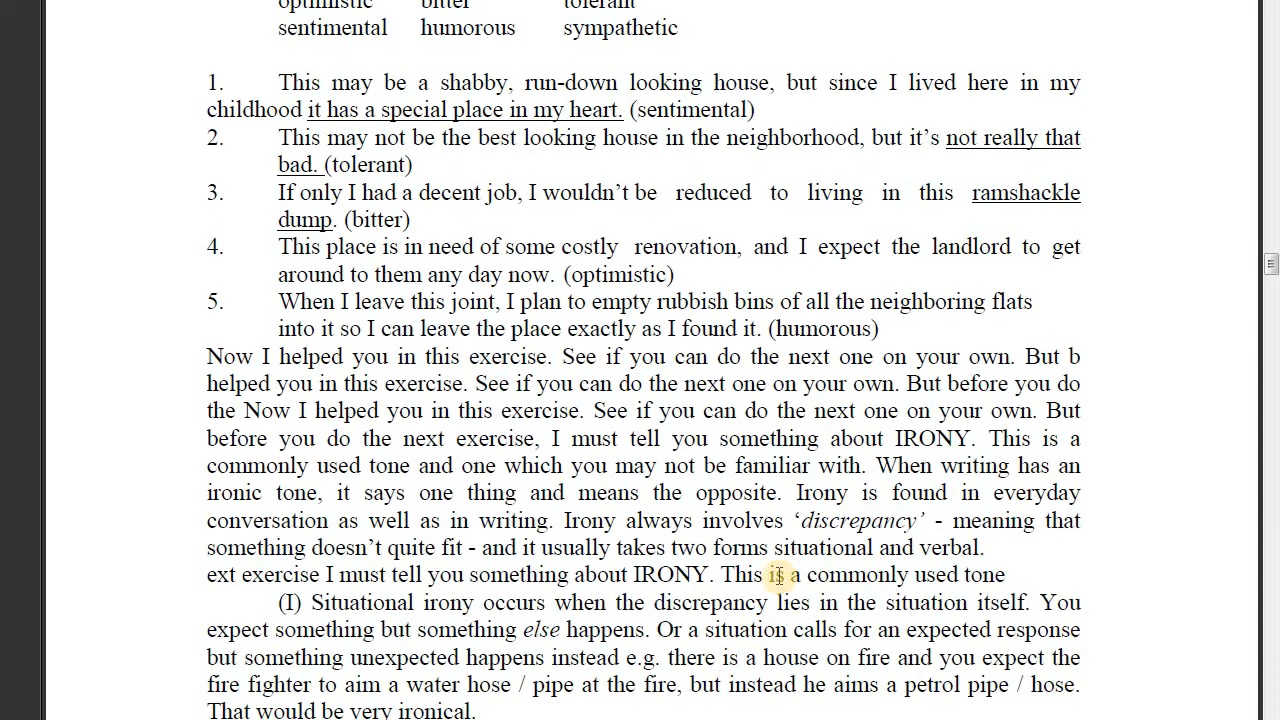 optimistic bitter tolerant
sentimental humorous sympathetic
1. This may be a shabby, run-down looking house, but since I lived here in my
childhood it has a special place in my heart. (sentimental)
2. This may not be the best looking house in the neighborhood, but it's not really that
bad. (tolerant)
3. If only I had a decent job, I wouldn't be reduced to living in this ramshackle
dump. (bitter)
4. This place is in need of some costly renovation, and I expect the landlord to get
around to them any day now. (optimistic)
5. When I leave this joint, I plan to empty rubbish bins of all the neighboring flats
into it so I can leave the place exactly as I found it. (humorous)
Now I helped you in this exercise. See if you can do the next one on your own. But b
helped you in this exercise. See if you can do the next one on your own. But before you do
the Now I helped you in this exercise. See if you can do the next one on your own. But
before you do the next exercise, I must tell you something about IRONY. This is a
commonly used tone and one which you may not be familiar with. When writing has an
ironic tone, it says one thing and means the opposite. Irony is found in everyday
conversation as well as in writing. Irony always involves ‘discrepancy’ - meaning that
something doesn't quite fit - and it usually takes two forms situational and verbal.
ext exercise I must tell you something about IRONY. This is a commonly used tone
(I) Situational irony occurs when the discrepancy lies in the situation itself. You
expect something but something else happens. Or a situation calls for an expected response
but something unexpected happens instead e.g. there is a house on fire and you expect the
fire fighter to aim a water hose / pipe at the fire, but instead he aims a petrol pipe / hose.
That would be very ironical.